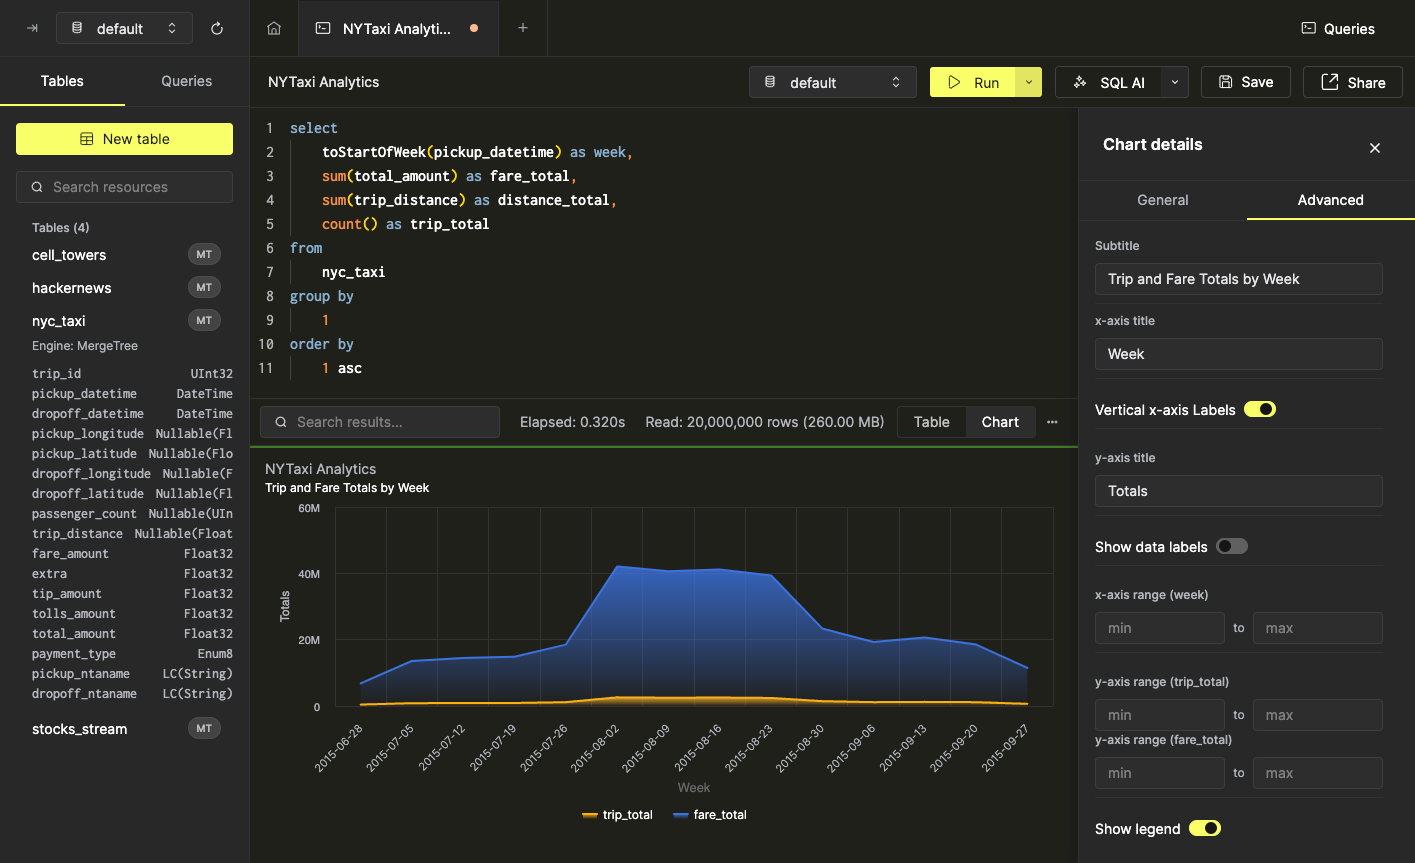 default
NYTaxi Analyti...
Queries
Tables
Queries
NYTaxi Analytics
default
Run
SQL AI
Save
Share
New table
Search resources
Tables (4)
cell_towers MT
hackernews MT
nyc_taxi MT
Engine: MergeTree
trip_id UInt32
pickup_datetime DateTime
dropoff_datetime DateTime
pickup_longitude Nullable(Fl
pickup_latitude Nullable(Flo
dropoff_longitude Nullable(F
dropoff_latitude Nullable(Fl
passenger_count Nullable(UIn
trip_distance Nullable(Float
fare_amount Float32
extra Float32
tip_amount Float32
tolls_amount Float32
total_amount Float32
payment_type Enum8
pickup_ntaname LC(String)
dropoff_ntaname LC(String)
stocks_stream MT
1 select
2 toStartOfWeek(pickup_datetime) as week,
3 sum(total_amount) as fare_total,
4 sum(trip_distance) as distance_total,
5 count() as trip_total
6 from
7 nyc_taxi
8 group by
9 1
10 order by
11 1 asc
Search results...
Elapsed: 0.320s
Read: 20,000,000 rows (260.00 MB)
Table
Chart
NYTaxi Analytics
Trip and Fare Totals by Week
60M
40M
20M
0
Totals
2015-06-28
2015-07-05
2015-07-12
2015-07-19
2015-07-26
2015-08-02
2015-08-09
2015-08-16
2015-08-23
2015-08-30
2015-09-06
2015-09-13
2015-09-20
2015-09-27
Week
trip_total
fare_total
Chart details
General
Advanced
Subtitle
Trip and Fare Totals by Week
x-axis title
Week
Vertical x-axis Labels
y-axis title
Totals
Show data labels
x-axis range (week)
min to max
y-axis range (trip_total)
min to max
y-axis range (fare_total)
min to max
Show legend